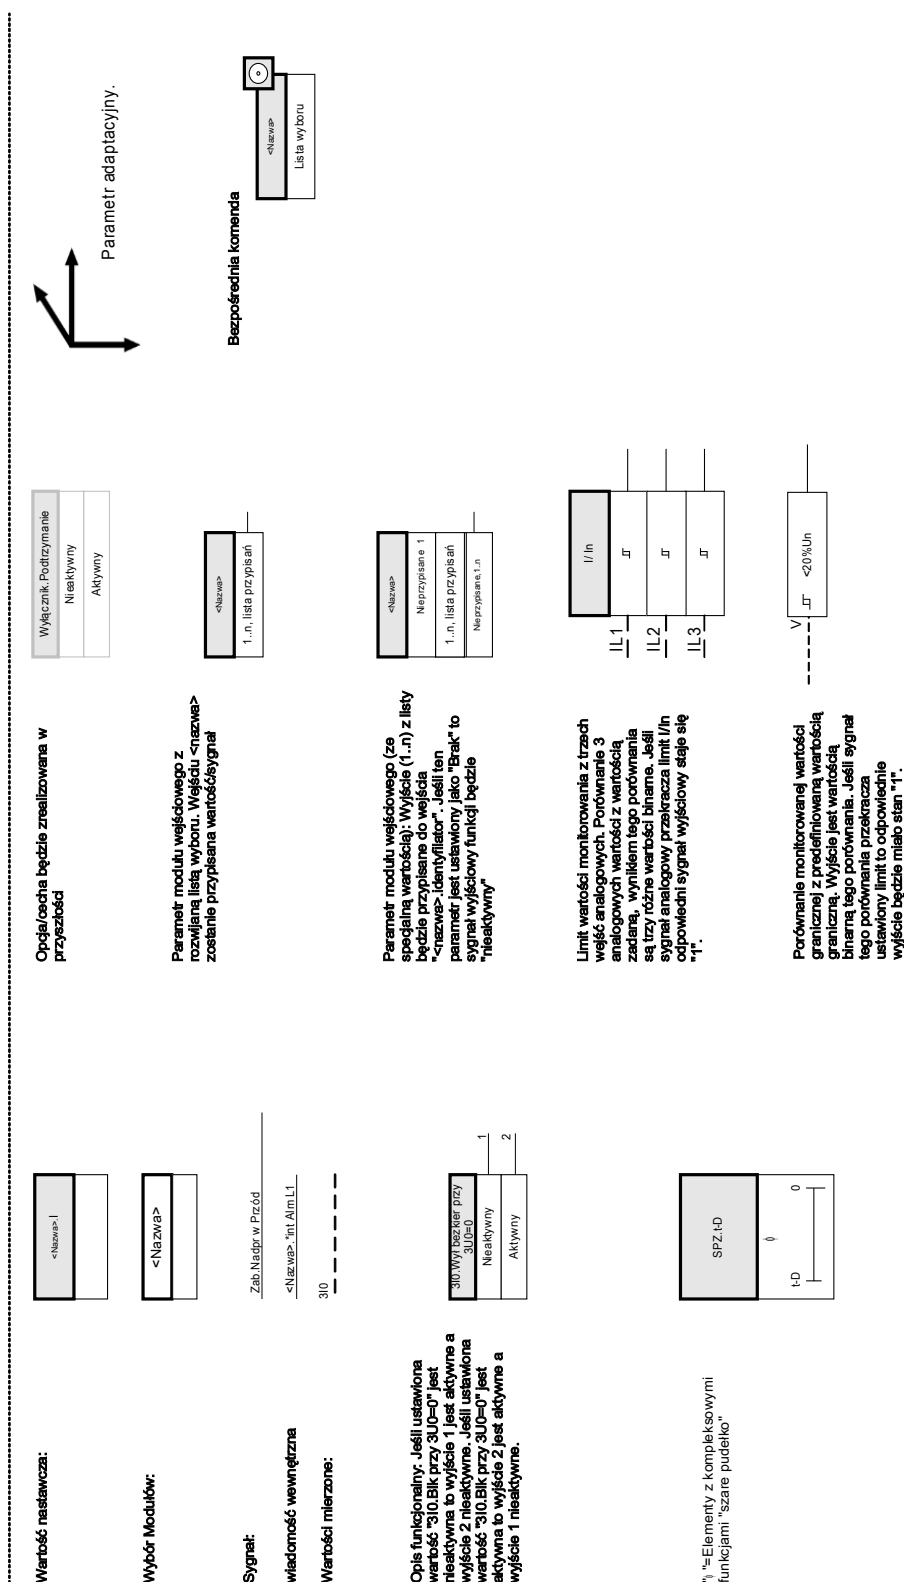 Wartość nastawcza:
<Nazwa>.I
Wybór Modułów:
<Nazwa>
Sygnał:
Zab.Nadpr w Przód
wiadomość wewnętrzna
<Nazwa>.*int Alm L1
Wartości mierzone:
3I0
Opis funkcjonalny: Jeśli ustawiona
wartość "3I0.Blk przy 3U0=0" jest
nieaktywna to wyjście 1 jest aktywne a
wyjście 2 nieaktywne. Jeśli ustawiona
wartość "3I0.Blk przy 3U0=0" jest
aktywna to wyjście 2 jest aktywne a
wyjście 1 nieaktywne.
3I0.Wył bezkier przy
3U0=0
Nieaktywny
1
Aktywny
2
"ϕ"=Elementy z kompleksowymi
funkcjami "szare pudełko"
SPZ.t-D
ϕ
t-D
0
Opcja/cecha będzie zrealizowana w
przyszłości
Wyłącznik.Podtrzymanie
Nieaktywny
Aktywny
Parametr modułu wejściowego z
rozwijaną listą wyboru. Wejściu <nazwa>
zostanie przypisana wartość/sygnał
<Nazwa>
1..n, lista przypisań
Parametr modułu wejściowego (ze
specjalną wartością): Wyjście (1..n) z listy
będzie przypisane do wejścia
"<nazwa>.identyfilator". Jeśli ten
parametr jest ustawiony jako "Brak" to
sygnał wyjściowy funkcji będzie
"nieaktywny"
<Nazwa>
Nieprzypisane 1
1..n, lista przypisań
Nieprzypisane,1..n
Limit wartości monitorowania z trzech
wejść analogowych. Porównanie 3
analogowych wartości z wartością
zadaną, wynikiem tego porównania
są trzy różne wartości binarne. Jeśli
sygnał analogowy przekracza limit I/In
odpowiedni sygnał wyjściowy staje się
"1".
I/ In
IL1
IL2
IL3
Porównanie monitorowanej wartości
granicznej z predefiniowaną wartością
graniczną. Wyjście jest wartością
binarną tego porównania. Jeśli sygnał
tego porównania przekracza
ustawiony limit to odpowiednie
wyjście będzie miało stan "1".
V
<20%Un
Parametr adaptacyjny.
Bezpośrednia komenda
<Nazwa>
Lista wyboru